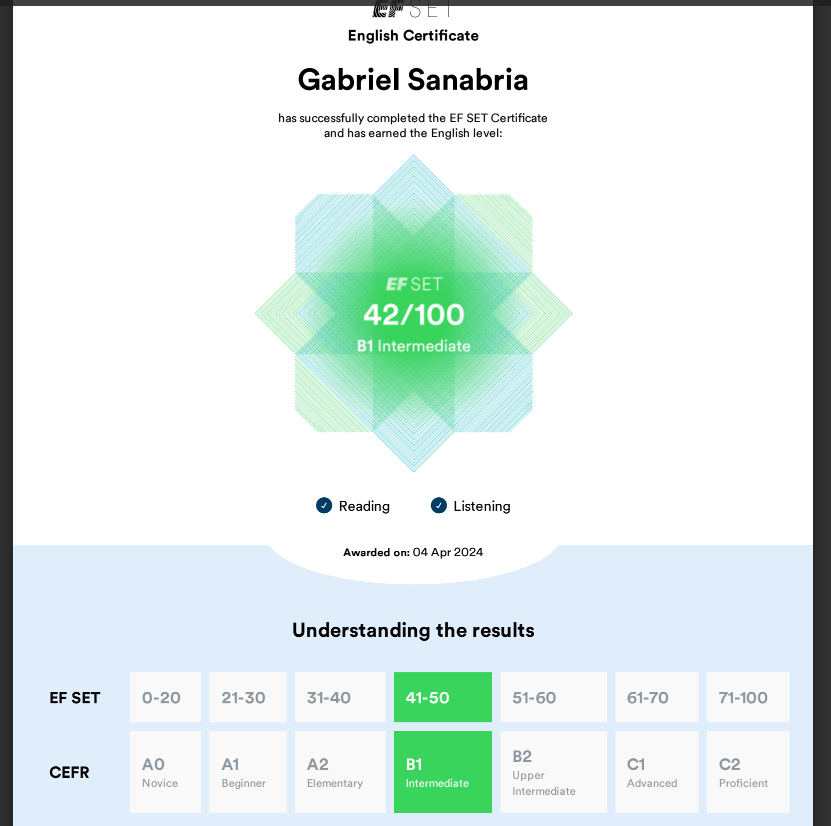 EF SET
English Certificate
Gabriel Sanabria
has successfully completed the EF SET Certificate
and has earned the English level:
EF SET
42/100
B1 Intermediate
Reading Listening
Awarded on: 04 Apr 2024
Understanding the results
EF SET 0-20 21-30 31-40 41-50 51-60 61-70 71-100
CEFR A0 A1 A2 B1 B2 C1 C2
Novice Beginner Elementary Intermediate Upper Intermediate Advanced Proficient